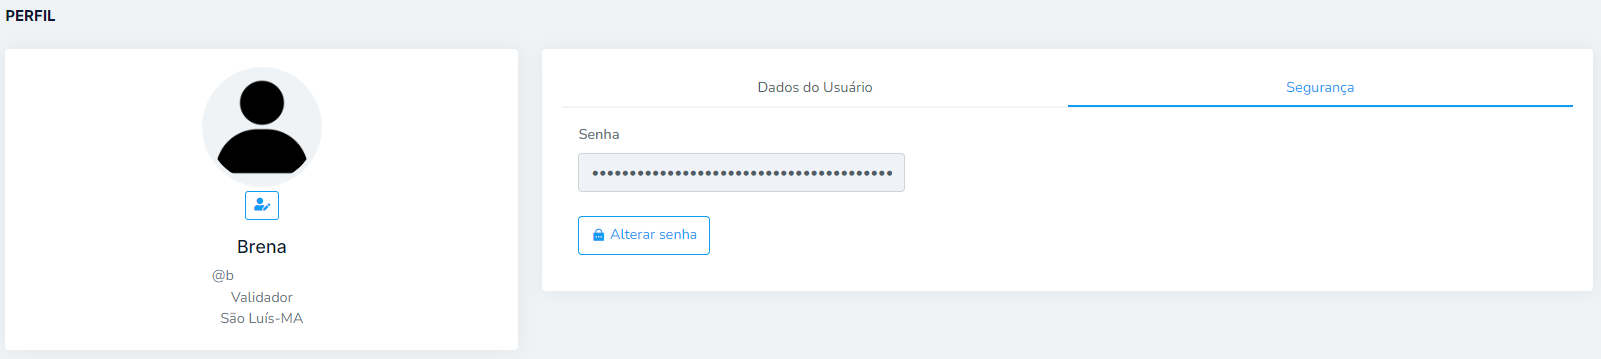 PERFIL
Brena
@b
Validador
São Luís-MA
Dados do Usuário
Segurança
Senha
••••••••••••••••••••••••••••••••••••••••
Alterar senha